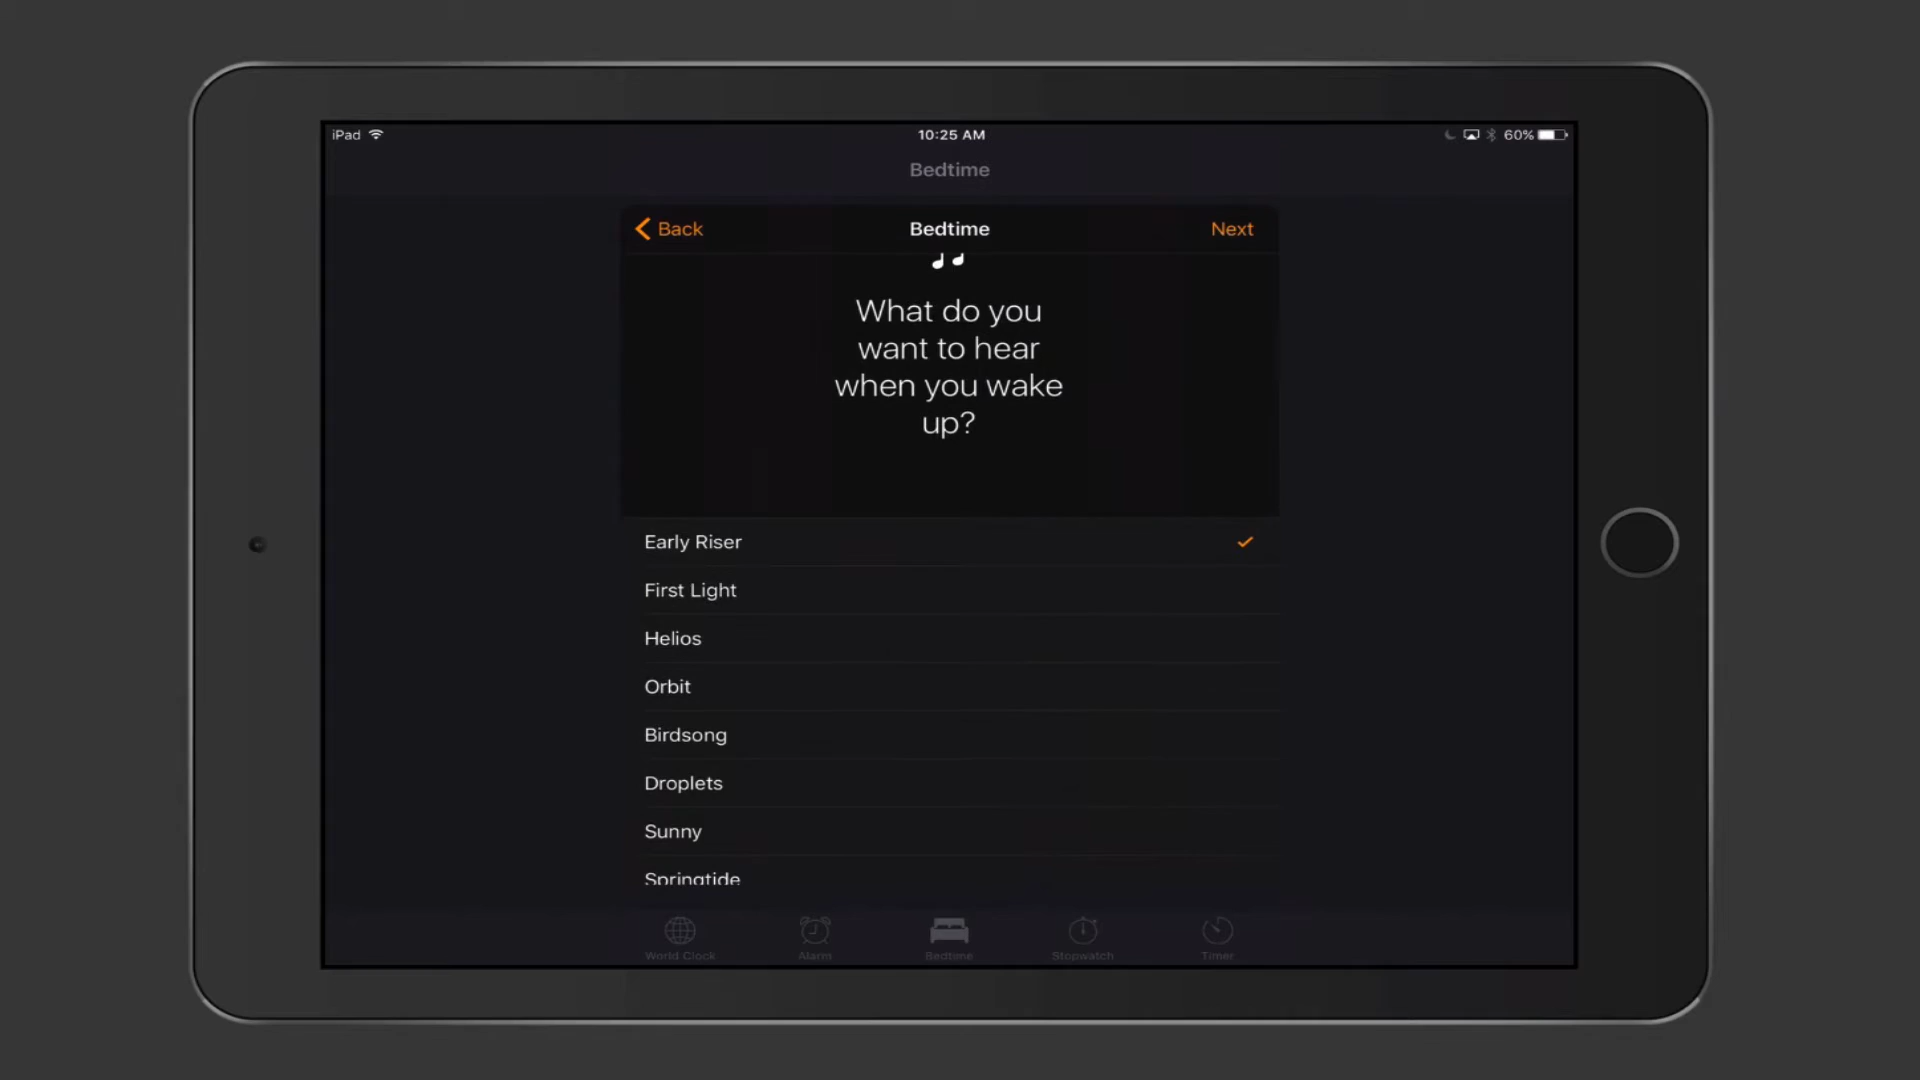 iPad
10:25 AM
60%
Bedtime
Back
Bedtime
Next
What do you
want to hear
when you wake
up?
Early Riser
First Light
Helios
Orbit
Birdsong
Droplets
Sunny
Springtide
World Clock
Alarm
Bedtime
Stopwatch
Timer